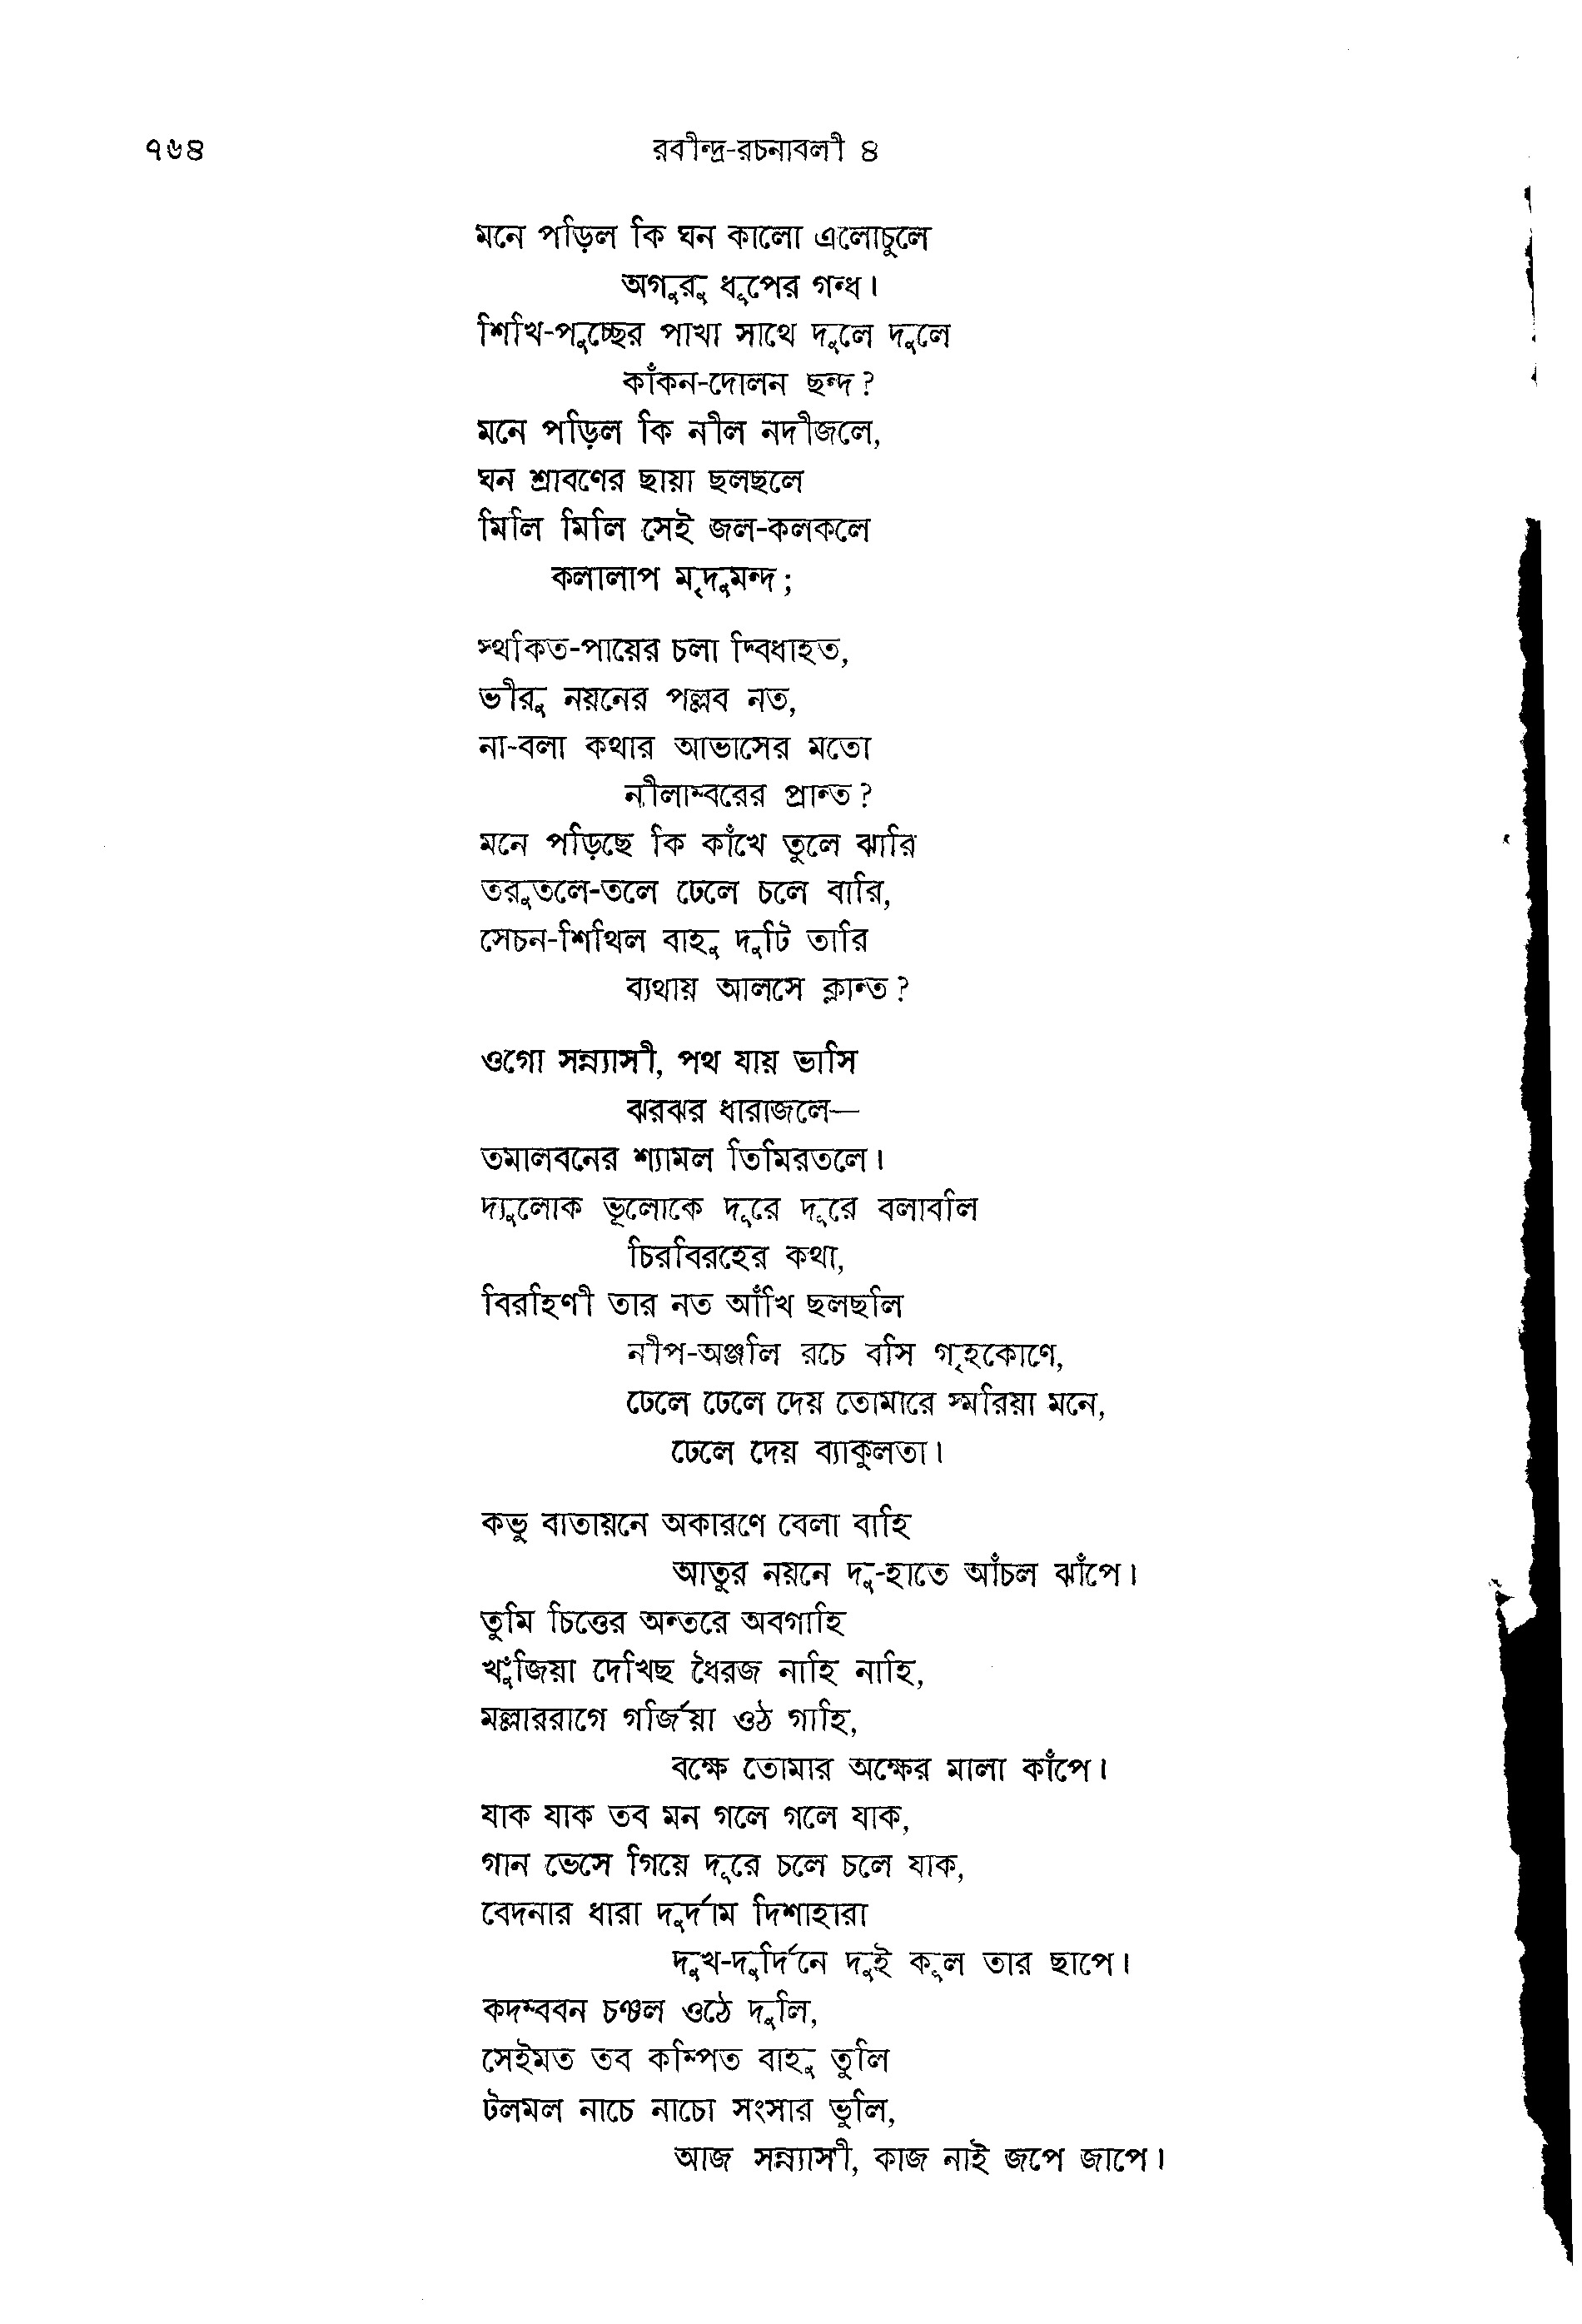 ৭৬৪
রবীন্দ্র-রচনাবলী ৪
মনে পড়িল কি ঘন কালো এলোচুলে
অগুরু ধূপের গন্ধ।
শিখি-পুচ্ছের পাখা সাথে দুলে দুলে
কাঁকন-দোলন ছন্দ?
মনে পড়িল কি নীল নদীজলে,
ঘন শ্রাবণের ছায়া ছলছলে
মিলি মিলি সেই জল-কলকলে
কলালাপ মৃদুমন্দ;
স্থকিত-পায়ের চলা দ্বিধাহত,
ভীরু নয়নের পল্লব নত,
না-বলা কথার আভাসের মতো
নীলাম্বরের প্রান্ত?
মনে পড়িছে কি কাঁখে তুলে ঝারি
তরুতলে-তলে ঢেলে চলে বারি,
সেচন-শিথিল বাহু দুটি তারি
ব্যথায় আলসে ক্লান্ত?
ওগো সন্ন্যাসী, পথ যায় ভাসি
ঝরঝর ধারাজলে—
তমালবনের শ্যামল তিমিরতলে।
দ্যুলোক ভূলোকে দূরে দূরে বলাবলি
চিরবিরহের কথা,
বিরহিণী তার নত আঁখি ছলছলি
নীপ-অঞ্জলি রচে বসি গৃহকোণে,
ঢেলে ঢেলে দেয় তোমারে স্মরিয়া মনে,
ঢেলে দেয় ব্যাকুলতা।
কভু বাতায়নে অকারণে বেলা বাহি
আতুর নয়নে দু-হাতে আঁচল ঝাঁপে।
তুমি চিত্তের অন্তরে অবগাহি
খুঁজিয়া দেখিছ ধৈরজ নাহি নাহি,
মল্লাররাগে গর্জিয়া ওঠ গাহি,
বক্ষে তোমার অক্ষের মালা কাঁপে।
যাক যাক তব মন গলে গলে যাক,
গান ভেসে গিয়ে দূরে চলে চলে যাক,
বেদনার ধারা দুর্দাম দিশাহারা
দুখ-দুর্দিনে দুই কূল তার ছাপে।
কদম্ববন চঞ্চল ওঠে দুলি,
সেইমত তব কম্পিত বাহু তুলি
টলমল নাচে নাচো সংসার ভুলি,
আজ সন্ন্যাসী, কাজ নাই জপে জাপে।